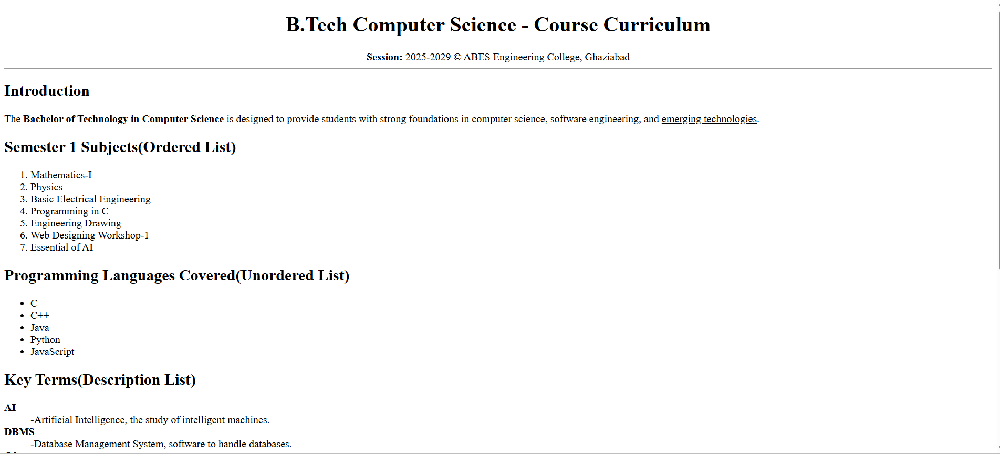 B.Tech Computer Science - Course Curriculum
Session: 2025-2029 © ABES Engineering College, Ghaziabad
Introduction
The Bachelor of Technology in Computer Science is designed to provide students with strong foundations in computer science, software engineering, and emerging technologies.
Semester 1 Subjects(Ordered List)
1. Mathematics-I
2. Physics
3. Basic Electrical Engineering
4. Programming in C
5. Engineering Drawing
6. Web Designing Workshop-1
7. Essential of AI
Programming Languages Covered(Unordered List)
• C
• C++
• Java
• Python
• JavaScript
Key Terms(Description List)
AI
-Artificial Intelligence, the study of intelligent machines.
DBMS
-Database Management System, software to handle databases.